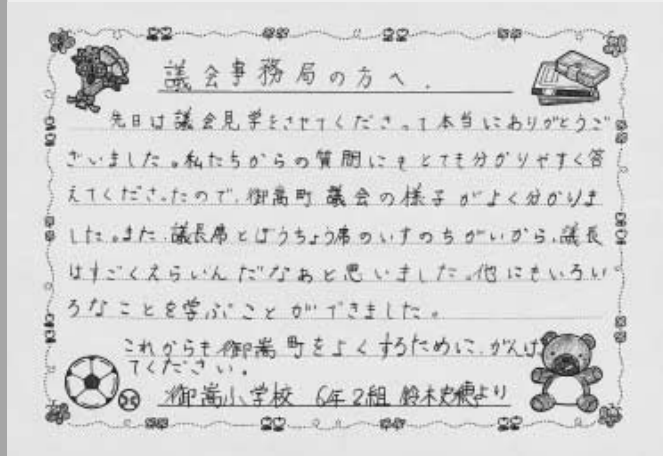 議会事務局の方へ.
先日は議会見学をさせてくださって本当にありがとうご
ざいました。私たちからの質問にもとても分かりやすく答
えてくださったので、御嵩町議会の様子がよく分かりま
した。また、議長席とぼうちょう席のいすのちがいから、議長
はすごくえらいんだなあと思いました。他にもいろい
ろなことを学ぶことができました。
これからも御嵩町をよくするために、がんば
てください。
御嵩小学校 6年2組 鈴木史穂より